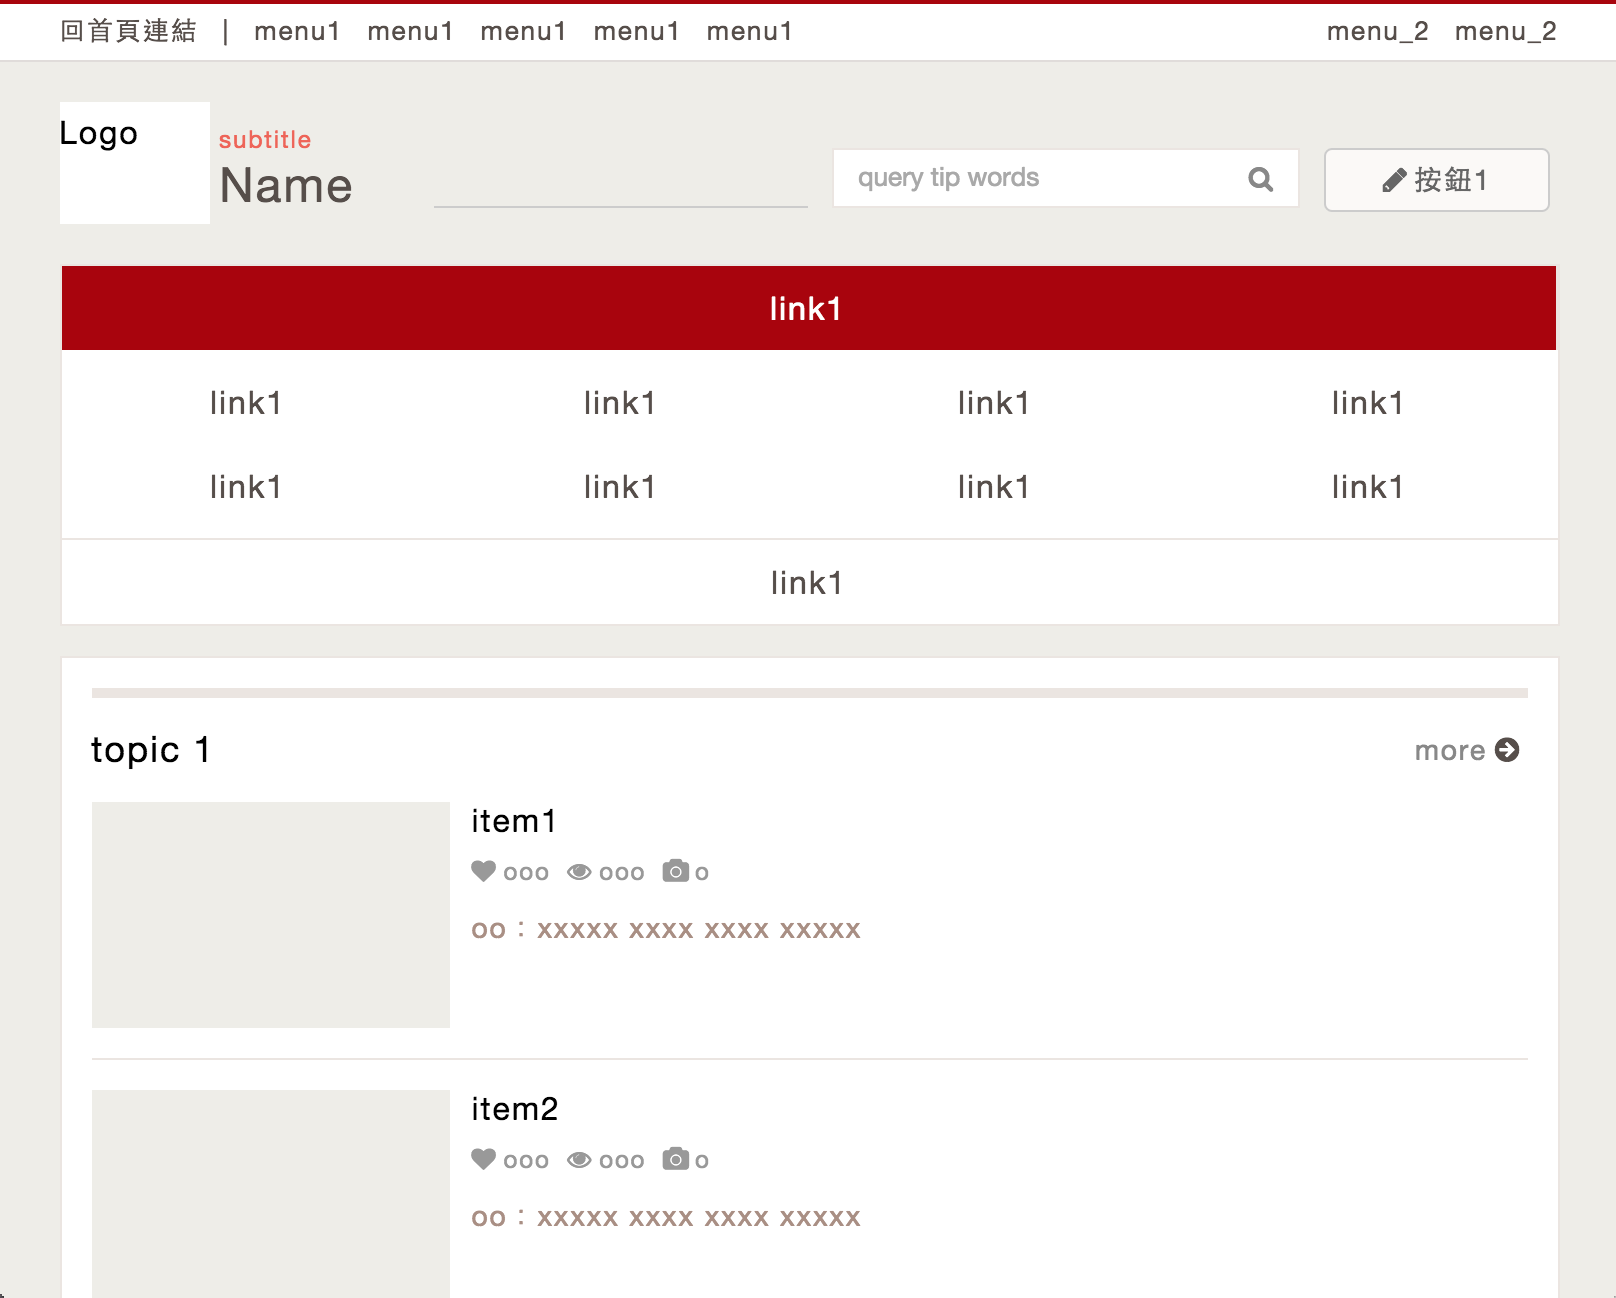 回首頁連結 | menu1 menu1 menu1 menu1 menu1 menu_2 menu_2
Logo
subtitle
Name
query tip words
按鈕1
link1
link1 link1 link1 link1
link1 link1 link1 link1
link1
topic 1 more
item1
ooo ooo o
oo：xxxxx xxxx xxxx xxxxx
item2
ooo ooo o
oo：xxxxx xxxx xxxx xxxxx